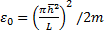 ε₀ = (πħ²/L)² / 2m